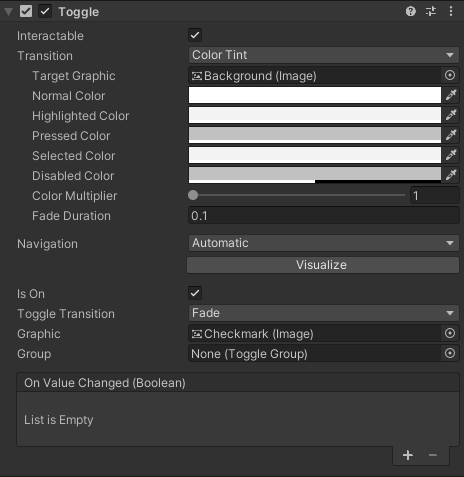 Toggle
Interactable
Transition Color Tint
Target Graphic Background (Image)
Normal Color
Highlighted Color
Pressed Color
Selected Color
Disabled Color
Color Multiplier 1
Fade Duration 0.1
Navigation Automatic
Visualize
Is On
Toggle Transition Fade
Graphic Checkmark (Image)
Group None (Toggle Group)
On Value Changed (Boolean)
List is Empty